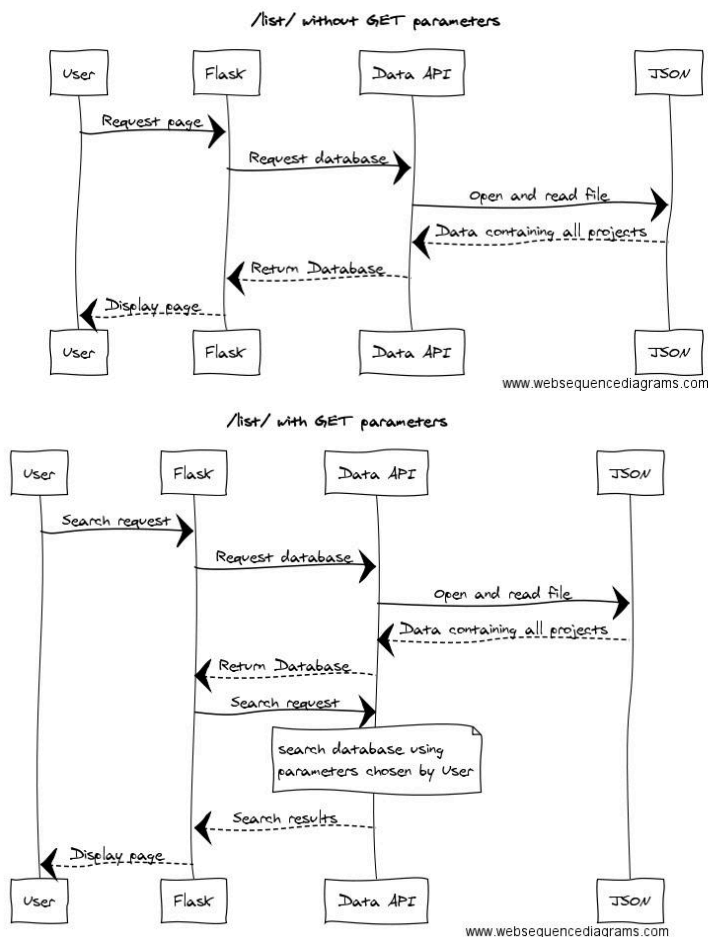 /list/ without GET parameters
User
Flask
Data API
JSON
Request page
Request database
Open and read file
Data containing all projects
Return Database
Display page
User
Flask
Data API
JSON
www.websequencediagrams.com
/list/ with GET parameters
User
Flask
Data API
JSON
Search request
Request database
Open and read file
Data containing all projects
Return Database
Search request
search database using
parameters chosen by User
Search results
Display page
User
Flask
Data API
JSON
www.websequencediagrams.com